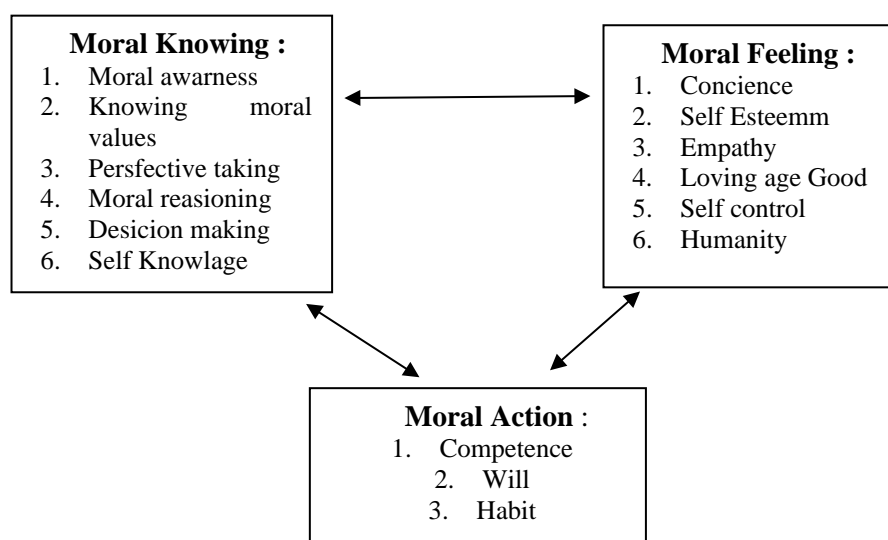 Moral Knowing :
1. Moral awarness
2. Knowing moral
values
3. Persfective taking
4. Moral reasioning
5. Desicion making
6. Self Knowlage
Moral Feeling :
1. Concience
2. Self Esteemm
3. Empathy
4. Loving age Good
5. Self control
6. Humanity
Moral Action :
1. Competence
2. Will
3. Habit